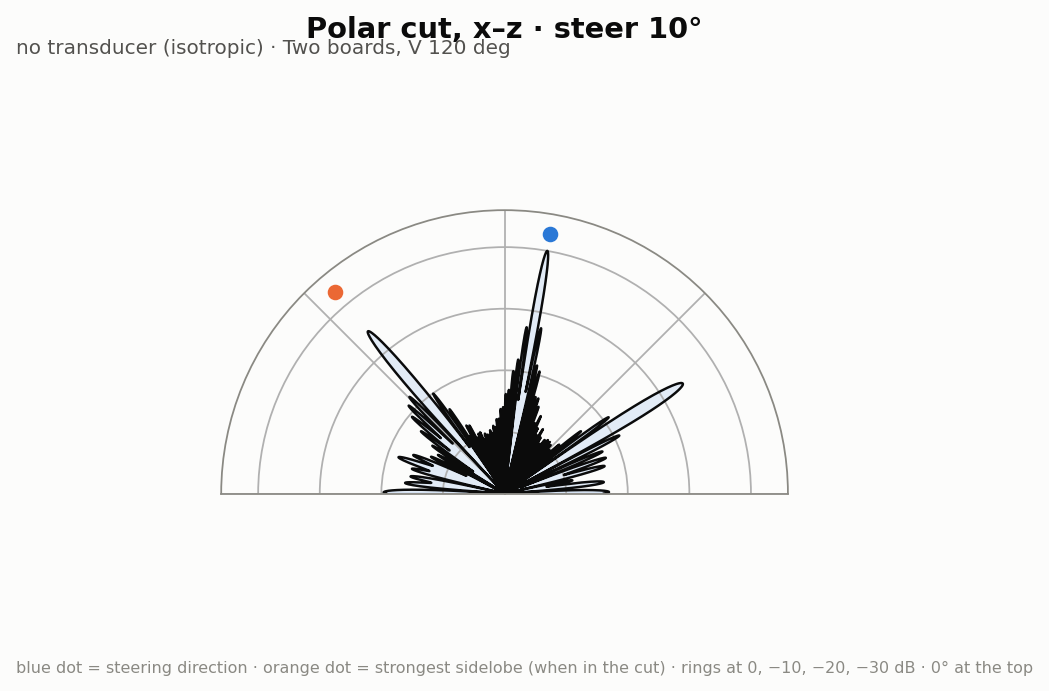 Polar cut, x–z · steer 10°
no transducer (isotropic) · Two boards, V 120 deg
blue dot = steering direction · orange dot = strongest sidelobe (when in the cut) · rings at 0, −10, −20, −30 dB · 0° at the top